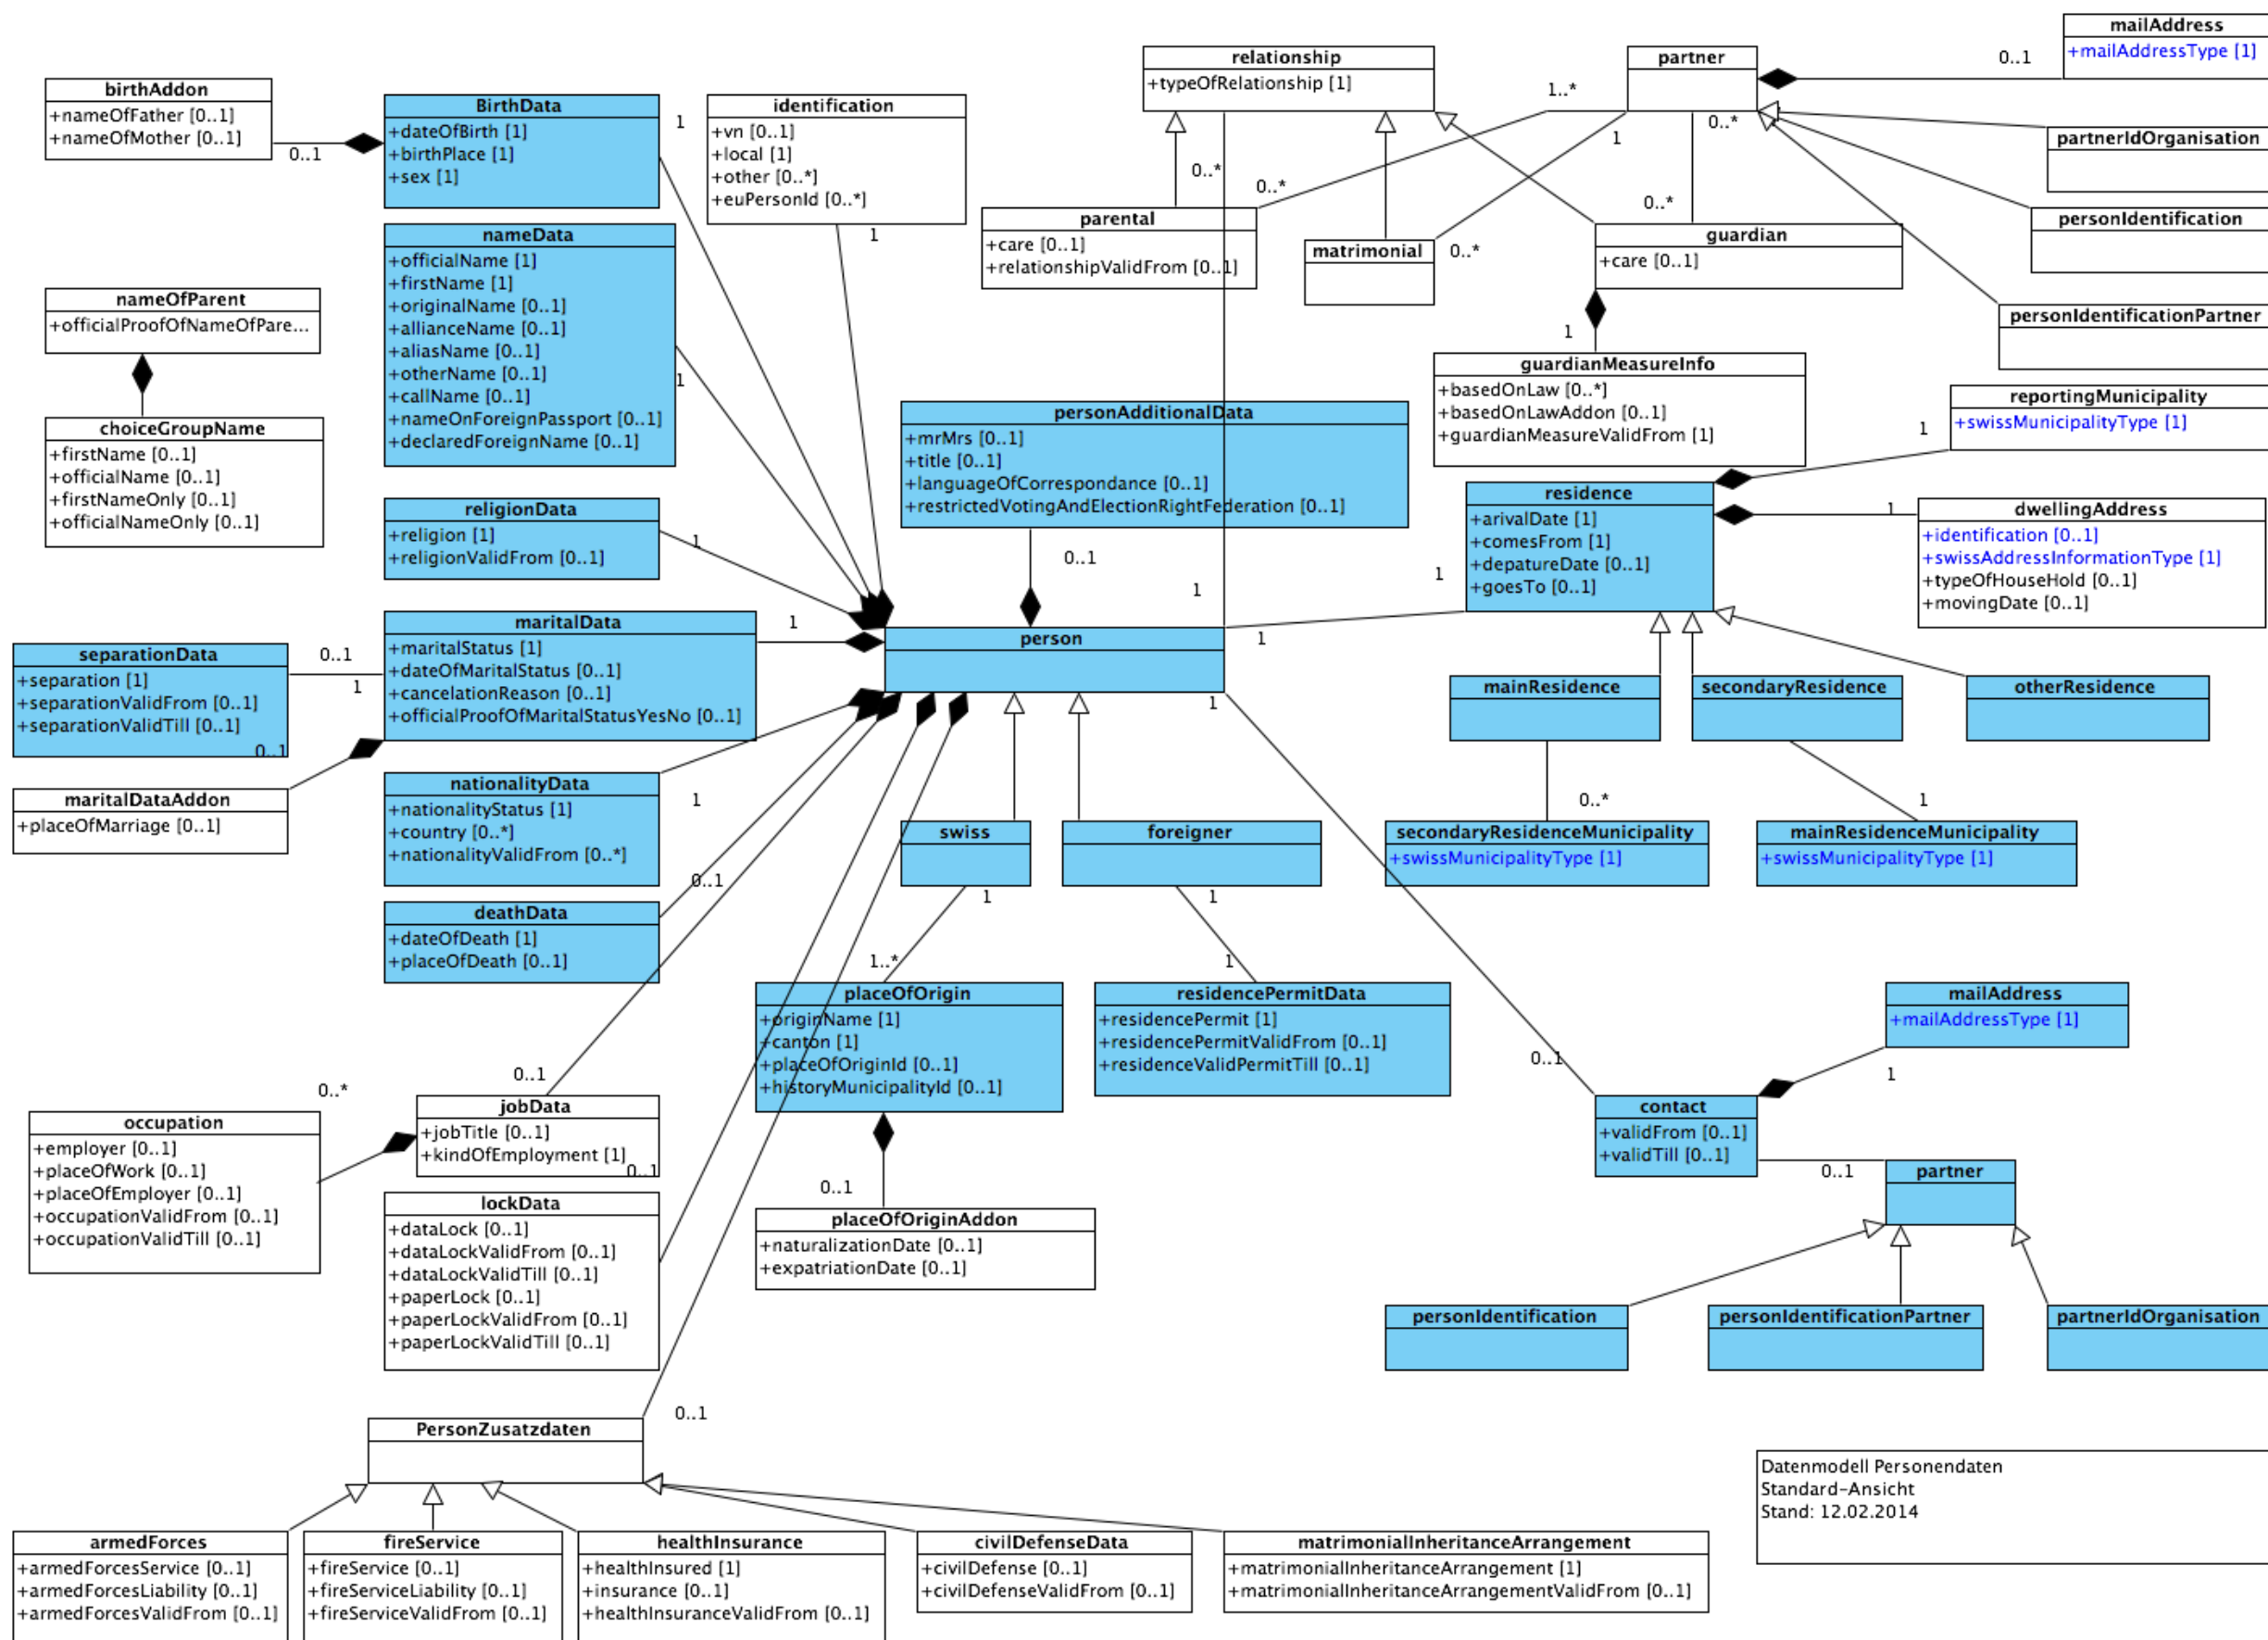 mailAddress
+mailAddressType [1]
0..1
relationship
+typeOfRelationship [1]
partner
1..*
0..*
1
birthAddon
+nameOfFather [0..1]
+nameOfMother [0..1]
0..1
BirthData
+dateOfBirth [1]
+birthPlace [1]
+sex [1]
1
identification
+vn [0..1]
+local [1]
+other [0..*]
+euPersonId [0..*]
1
partnerIdOrganisation
personIdentification
personIdentificationPartner
0..*
0..*
parental
+care [0..1]
+relationshipValidFrom [0..1]
matrimonial
0..*
0..*
guardian
+care [0..1]
1
guardianMeasureInfo
+basedOnLaw [0..*]
+basedOnLawAddon [0..1]
+guardianMeasureValidFrom [1]
nameData
+officialName [1]
+firstName [1]
+originalName [0..1]
+allianceName [0..1]
+aliasName [0..1]
+otherName [0..1]
+callName [0..1]
+nameOnForeignPassport [0..1]
+declaredForeignName [0..1]
1
nameOfParent
+officialProofOfNameOfPare...
choiceGroupName
+firstName [0..1]
+officialName [0..1]
+firstNameOnly [0..1]
+officialNameOnly [0..1]
personAdditionalData
+mrMrs [0..1]
+title [0..1]
+languageOfCorrespondance [0..1]
+restrictedVotingAndElectionRightFederation [0..1]
0..1
reportingMunicipality
+swissMunicipalityType [1]
1
residence
+arivalDate [1]
+comesFrom [1]
+depatureDate [0..1]
+goesTo [0..1]
1
dwellingAddress
+identification [0..1]
+swissAddressInformationType [1]
+typeOfHouseHold [0..1]
+movingDate [0..1]
religionData
+religion [1]
+religionValidFrom [0..1]
1
1
1
1
person
1
maritalData
+maritalStatus [1]
+dateOfMaritalStatus [0..1]
+cancelationReason [0..1]
+officialProofOfMaritalStatusYesNo [0..1]
1
separationData
+separation [1]
+separationValidFrom [0..1]
+separationValidTill [0..1]
0..1
1
0..1
maritalDataAddon
+placeOfMarriage [0..1]
mainResidence
secondaryResidence
otherResidence
0..*
1
secondaryResidenceMunicipality
+swissMunicipalityType [1]
mainResidenceMunicipality
+swissMunicipalityType [1]
nationalityData
+nationalityStatus [1]
+country [0..*]
+nationalityValidFrom [0..*]
1
0..1
deathData
+dateOfDeath [1]
+placeOfDeath [0..1]
swiss
1
foreigner
1
1..*
1
placeOfOrigin
+originName [1]
+canton [1]
+placeOfOriginId [0..1]
+historyMunicipalityId [0..1]
residencePermitData
+residencePermit [1]
+residencePermitValidFrom [0..1]
+residenceValidPermitTill [0..1]
mailAddress
+mailAddressType [1]
0..1
1
contact
+validFrom [0..1]
+validTill [0..1]
0..1
partner
0..1
0..*
jobData
+jobTitle [0..1]
+kindOfEmployment [1]
0..1
occupation
+employer [0..1]
+placeOfWork [0..1]
+placeOfEmployer [0..1]
+occupationValidFrom [0..1]
+occupationValidTill [0..1]
lockData
+dataLock [0..1]
+dataLockValidFrom [0..1]
+dataLockValidTill [0..1]
+paperLock [0..1]
+paperLockValidFrom [0..1]
+paperLockValidTill [0..1]
0..1
placeOfOriginAddon
+naturalizationDate [0..1]
+expatriationDate [0..1]
personIdentification
personIdentificationPartner
partnerIdOrganisation
0..1
PersonZusatzdaten
Datenmodell Personendaten
Standard-Ansicht
Stand: 12.02.2014
armedForces
+armedForcesService [0..1]
+armedForcesLiability [0..1]
+armedForcesValidFrom [0..1]
fireService
+fireService [0..1]
+fireServiceLiability [0..1]
+fireServiceValidFrom [0..1]
healthInsurance
+healthInsured [1]
+insurance [0..1]
+healthInsuranceValidFrom [0..1]
civilDefenseData
+civilDefense [0..1]
+civilDefenseValidFrom [0..1]
matrimonialInheritanceArrangement
+matrimonialInheritanceArrangement [1]
+matrimonialInheritanceArrangementValidFrom [0..1]